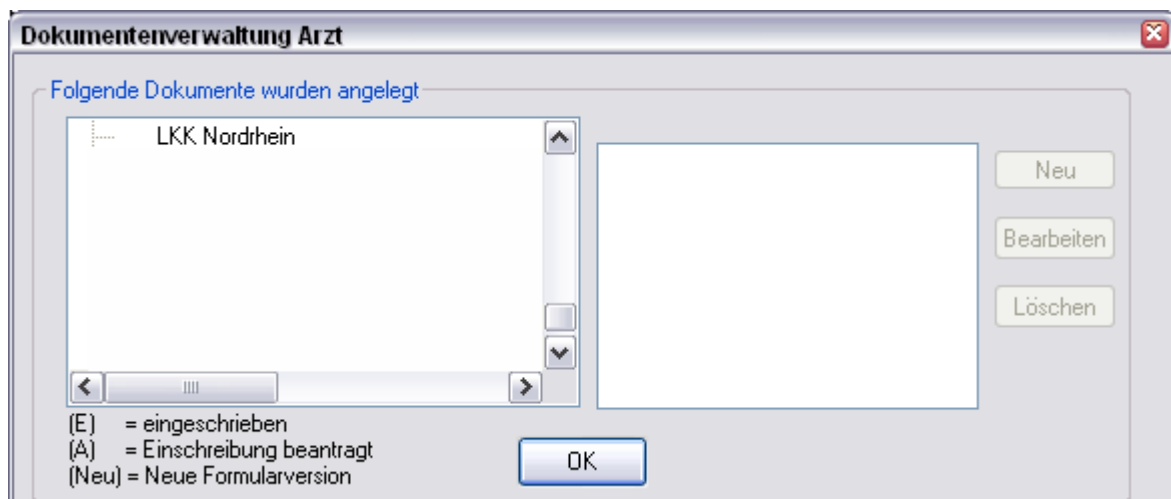 Dokumentenverwaltung Arzt
Folgende Dokumente wurden angelegt
LKK Nordrhein
Neu
Bearbeiten
Löschen
(E) = eingeschrieben
(A) = Einschreibung beantragt
(Neu) = Neue Formularversion
OK